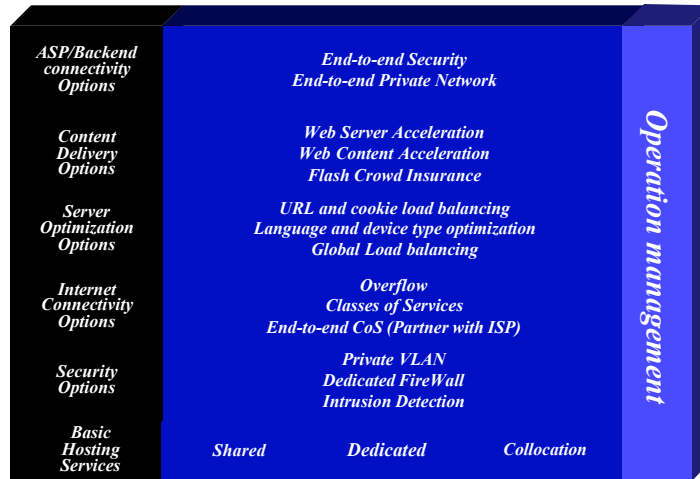 ASP/Backend
connectivity
Options
End-to-end Security
End-to-end Private Network
Content
Delivery
Options
Web Server Acceleration
Web Content Acceleration
Flash Crowd Insurance
Server
Optimization
Options
URL and cookie load balancing
Language and device type optimization
Global Load balancing
Internet
Connectivity
Options
Overflow
Classes of Services
End-to-end CoS (Partner with ISP)
Security
Options
Private VLAN
Dedicated FireWall
Intrusion Detection
Basic
Hosting
Services
Shared Dedicated Collocation
Operation management